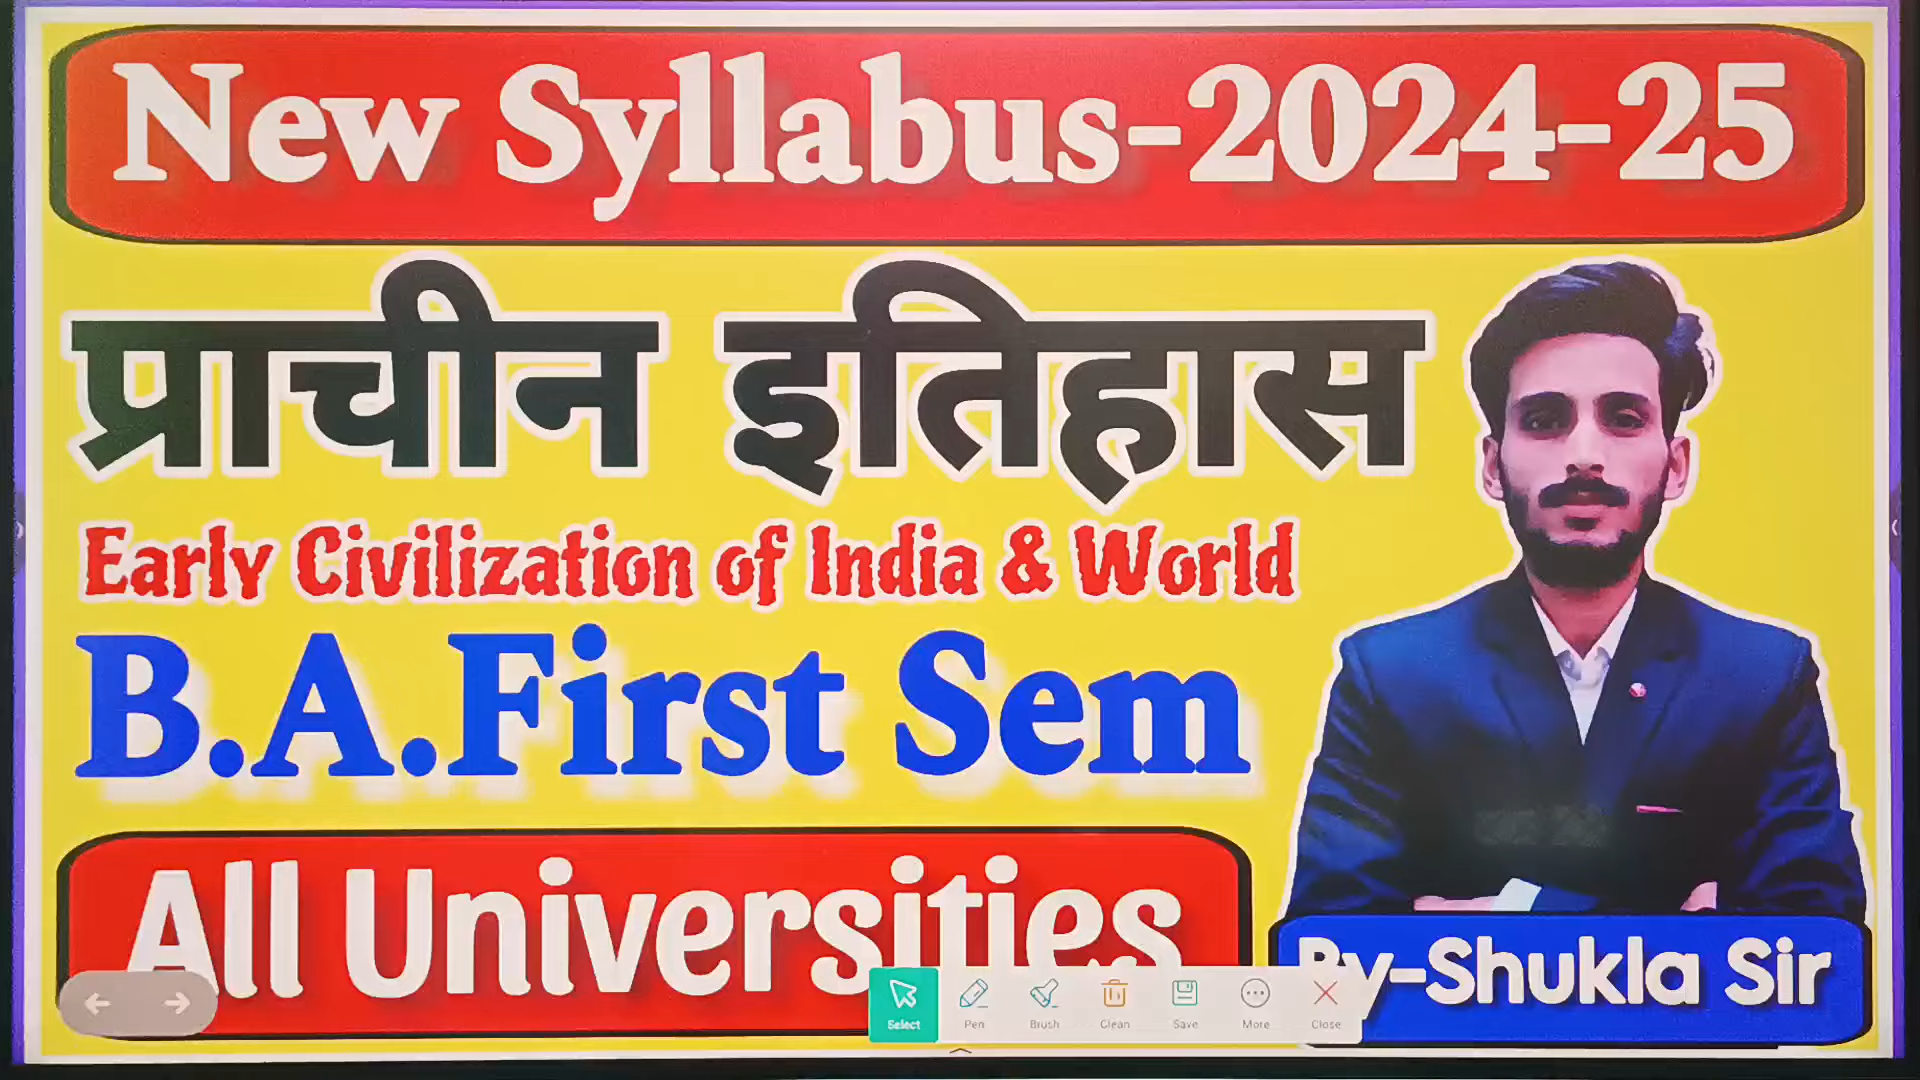 New Syllabus-2024-25
प्राचीन इतिहास
Early Civilization of India & World
B.A.First Sem
All Universities
By-Shukla Sir
Select Pen Brush Clean Save More Close